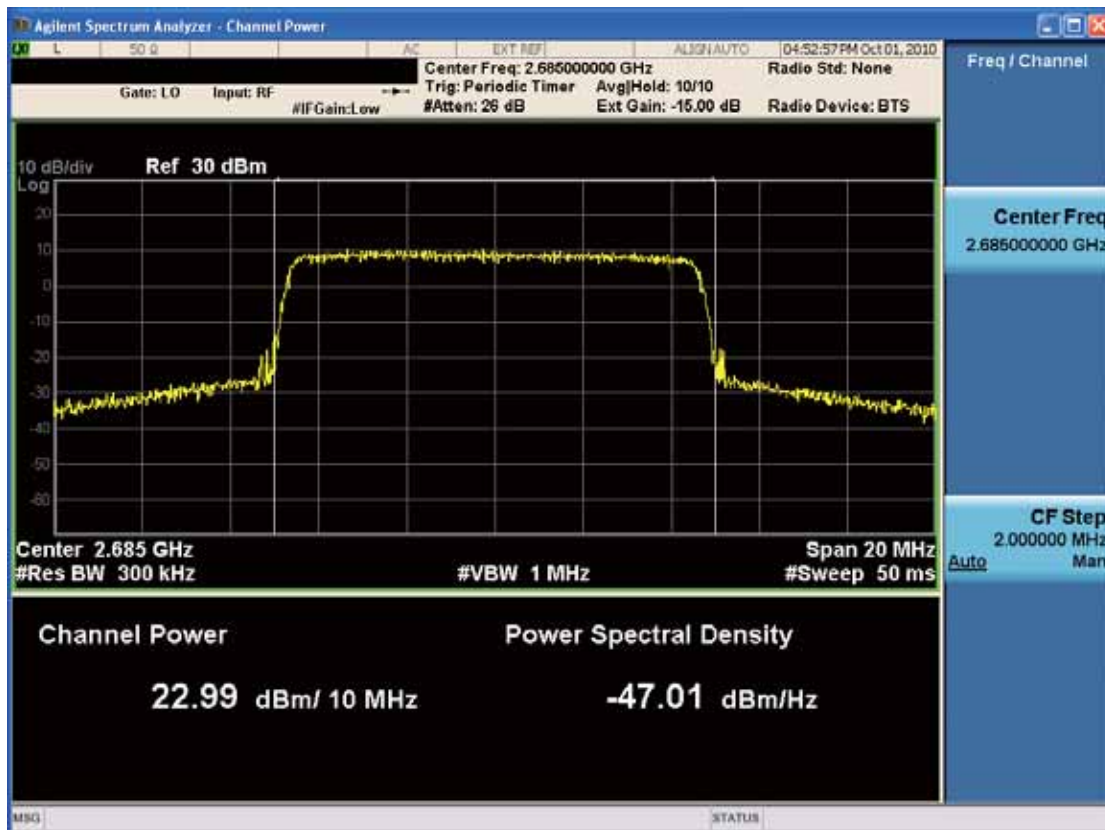 Agilent Spectrum Analyzer - Channel Power
L 50 Ω AC EXT REF ALIGN AUTO 04:52:57 PM Oct 01, 2010
Center Freq: 2.685000000 GHz Radio Std: None
Gate: LO Input: RF Trig: Periodic Timer Avg|Hold: 10/10
#IFGain:Low #Atten: 26 dB Ext Gain: -15.00 dB Radio Device: BTS
Freq / Channel
10 dB/div Ref 30 dBm
Log
20
10
0
-10
-20
-30
-40
-50
-60
Center Freq
2.685000000 GHz
CF Step
2.000000 MHz
Auto Man
Center 2.685 GHz Span 20 MHz
#Res BW 300 kHz #VBW 1 MHz #Sweep 50 ms
Channel Power Power Spectral Density
22.99 dBm/ 10 MHz -47.01 dBm/Hz
MSG STATUS